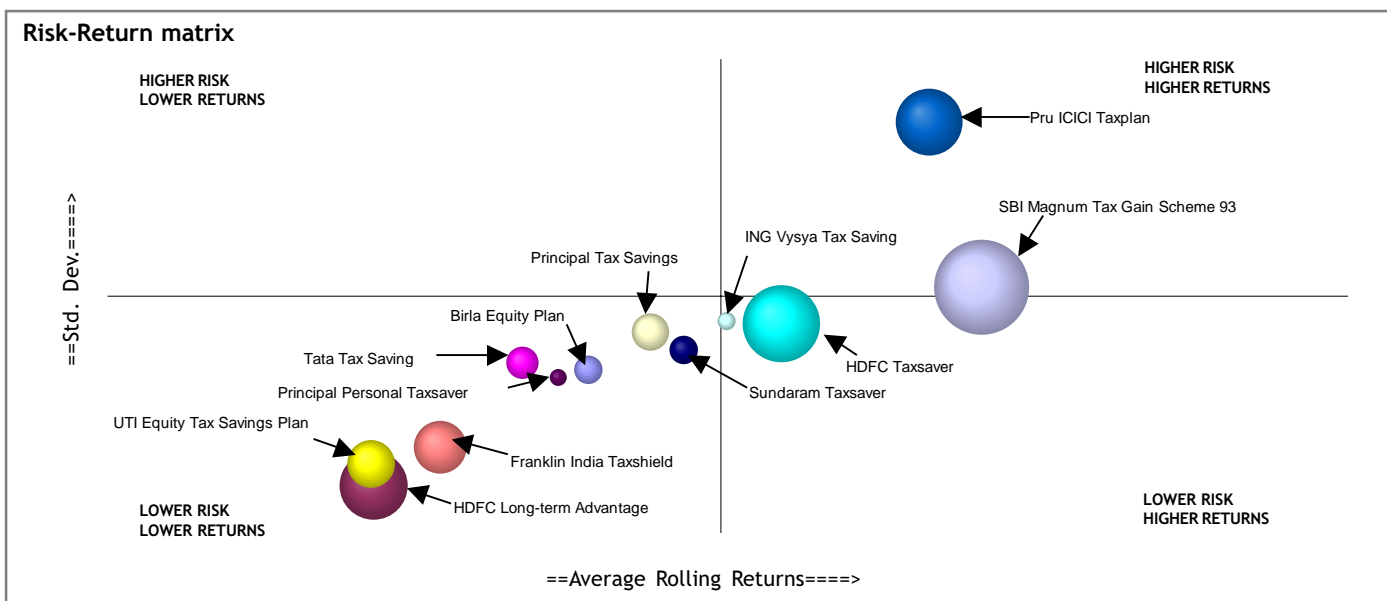 Risk-Return matrix
HIGHER RISK
LOWER RETURNS
HIGHER RISK
HIGHER RETURNS
Pru ICICI Taxplan
SBI Magnum Tax Gain Scheme 93
ING Vysya Tax Saving
Principal Tax Savings
==Std. Dev.====>
Birla Equity Plan
Tata Tax Saving
HDFC Taxsaver
Principal Personal Taxsaver
Sundaram Taxsaver
UTI Equity Tax Savings Plan
Franklin India Taxshield
HDFC Long-term Advantage
LOWER RISK
LOWER RETURNS
LOWER RISK
HIGHER RETURNS
==Average Rolling Returns====>